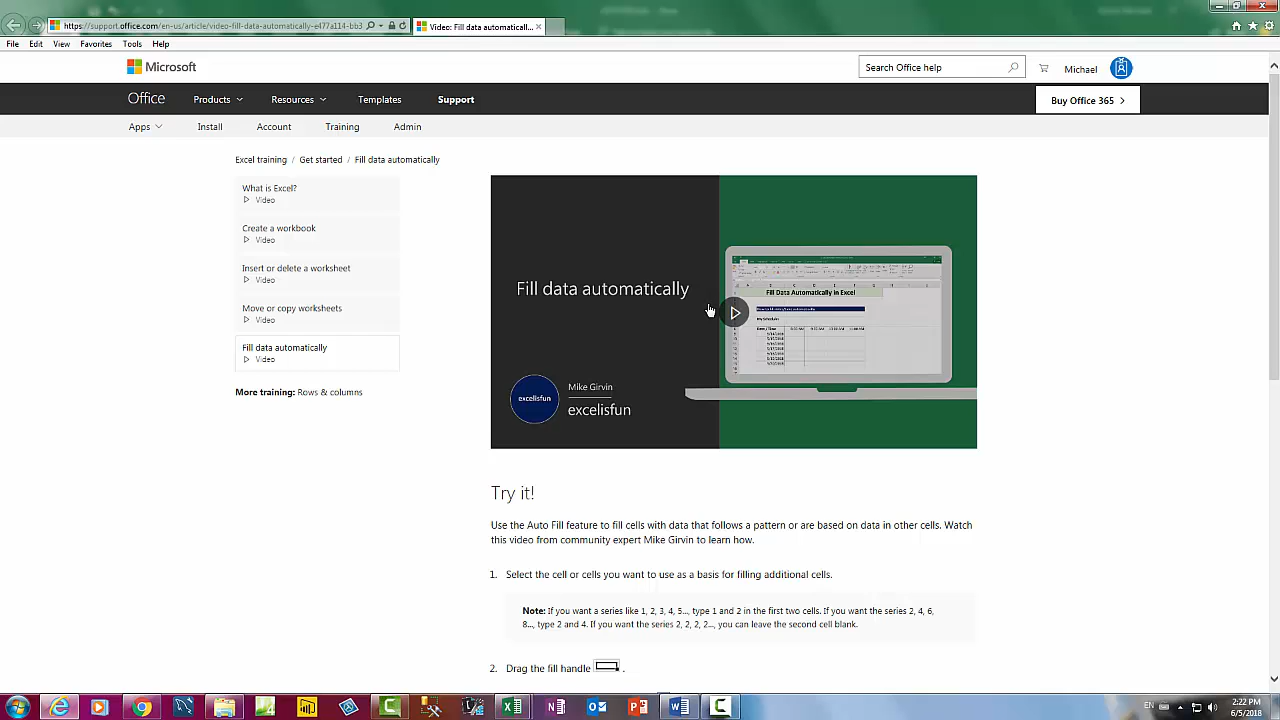 https://support.office.com/en-us/article/video-fill-data-automatically-e477a114-bb3
Video: Fill data automaticall...
File Edit View Favorites Tools Help
Microsoft
Search Office help
Michael
Office Products Resources Templates Support
Buy Office 365
Apps Install Account Training Admin
Excel training / Get started / Fill data automatically
What is Excel?
Video
Create a workbook
Video
Insert or delete a worksheet
Video
Move or copy worksheets
Video
Fill data automatically
Video
More training: Rows & columns
Fill data automatically
Mike Girvin
excelisfun
excelisfun
Fill Data Automatically in Excel
Try it!
Use the Auto Fill feature to fill cells with data that follows a pattern or are based on data in other cells. Watch
this video from community expert Mike Girvin to learn how.
1. Select the cell or cells you want to use as a basis for filling additional cells.
Note: If you want a series like 1, 2, 3, 4, 5..., type 1 and 2 in the first two cells. If you want the series 2, 4, 6,
8..., type 2 and 4. If you want the series 2, 2, 2, 2..., you can leave the second cell blank.
2. Drag the fill handle .
EN
2:22 PM
6/5/2018